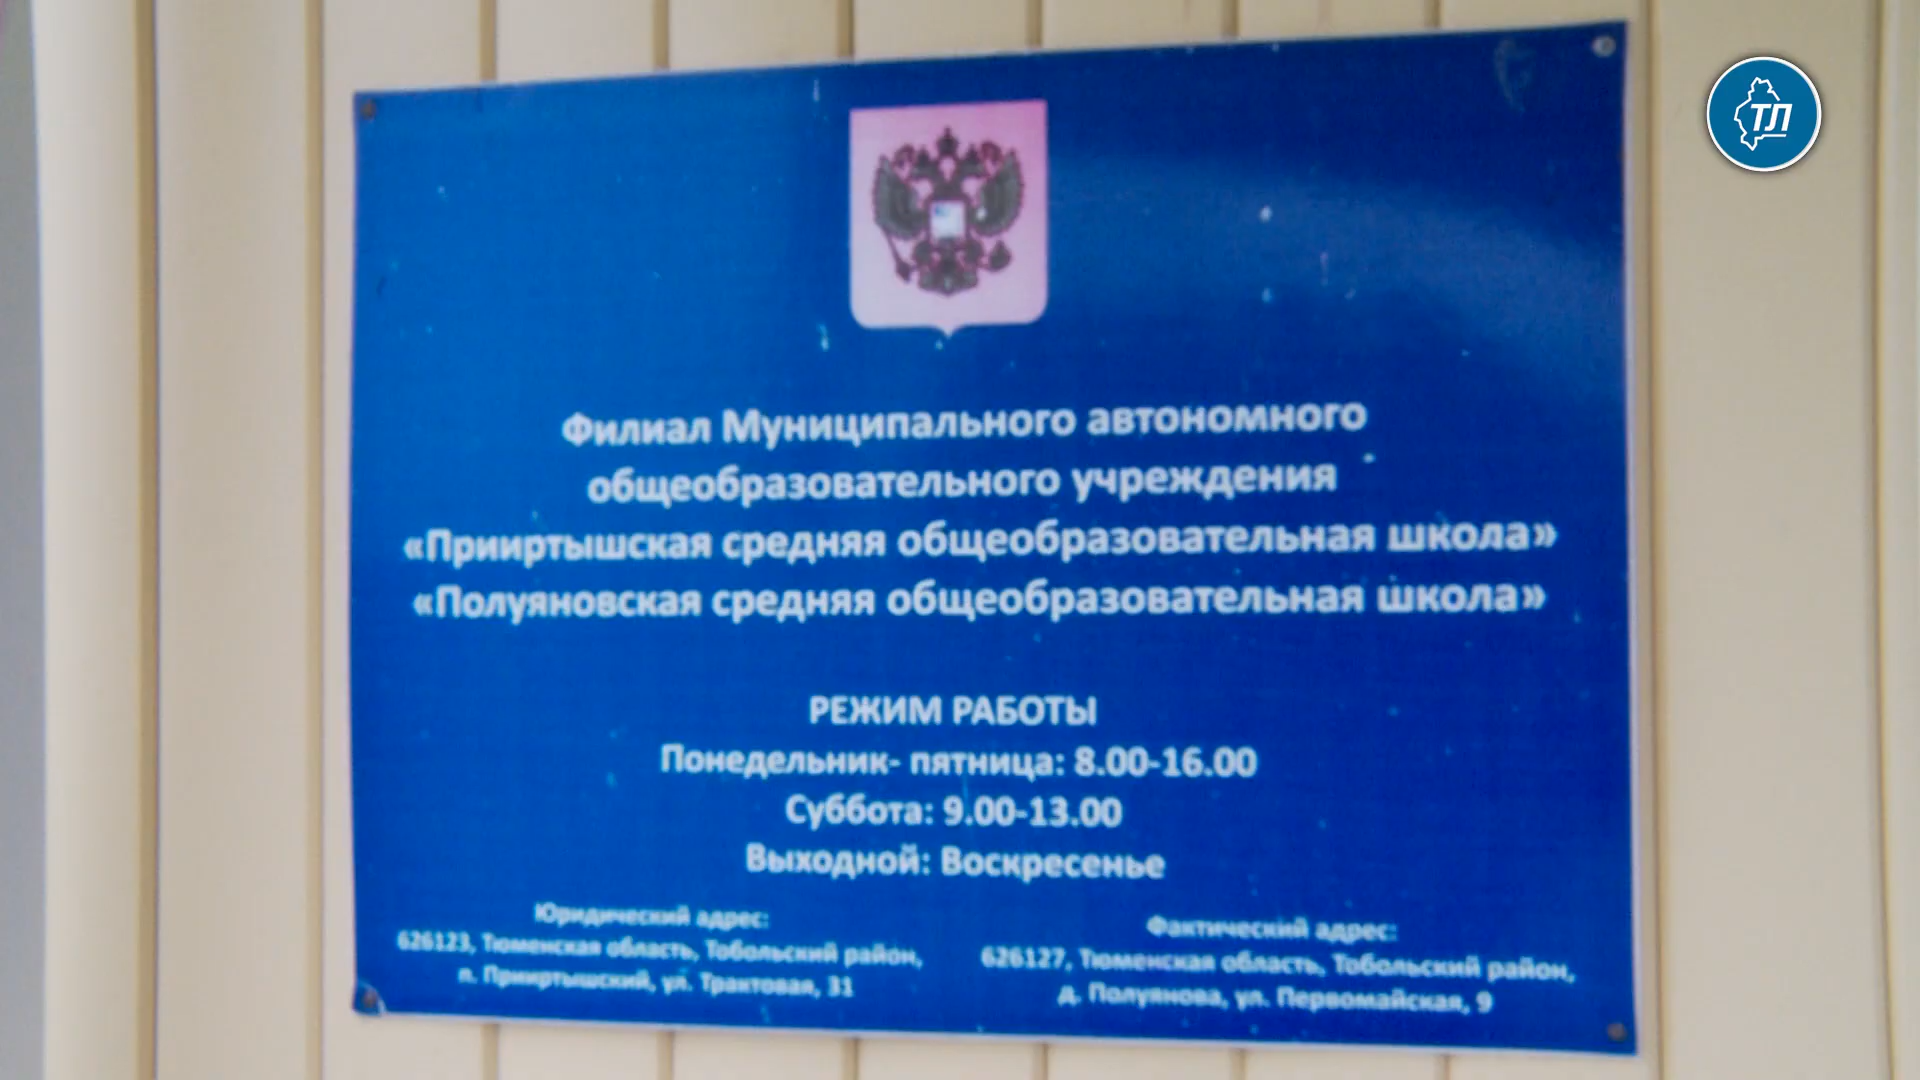 ТЛ
Филиал Муниципального автономного
общеобразовательного учреждения
«Прииртышская средняя общеобразовательная школа»
«Полуяновская средняя общеобразовательная школа»
РЕЖИМ РАБОТЫ
Понедельник- пятница: 8.00-16.00
Суббота: 9.00-13.00
Выходной: Воскресенье
Юридический адрес:
626123, Тюменская область, Тобольский район,
п. Прииртышский, ул. Трактовая, 31
Фактический адрес:
626127, Тюменская область, Тобольский район,
д. Полуянова, ул. Первомайская, 9